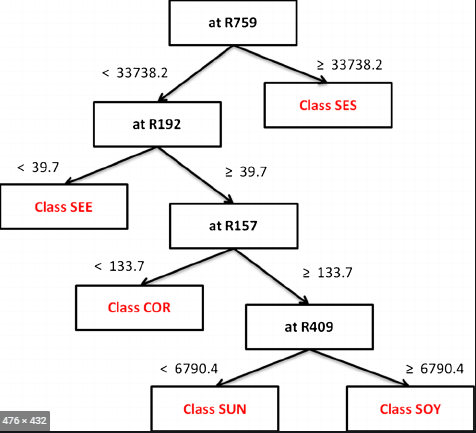 at R759
< 33738.2
≥ 33738.2
Class SES
at R192
< 39.7
≥ 39.7
Class SEE
at R157
< 133.7
≥ 133.7
Class COR
at R409
< 6790.4
≥ 6790.4
Class SUN
Class SOY
476 × 432